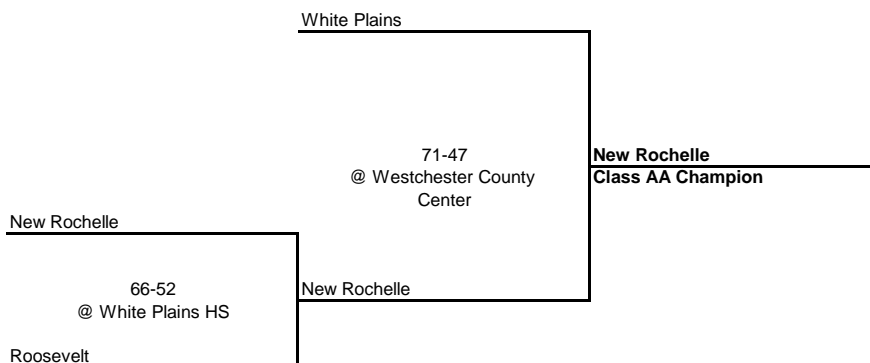 White Plains
71-47
@ Westchester County
Center
New Rochelle
Class AA Champion
New Rochelle
66-52
@ White Plains HS
New Rochelle
Roosevelt